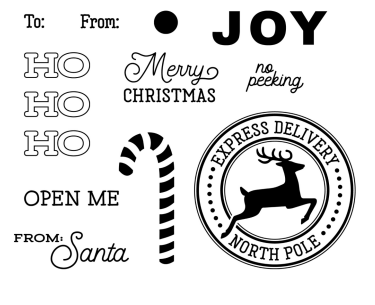 To: From:
JOY
HO
HO
HO
Merry
CHRISTMAS
no
peeking
OPEN ME
FROM: Santa
EXPRESS DELIVERY
NORTH POLE